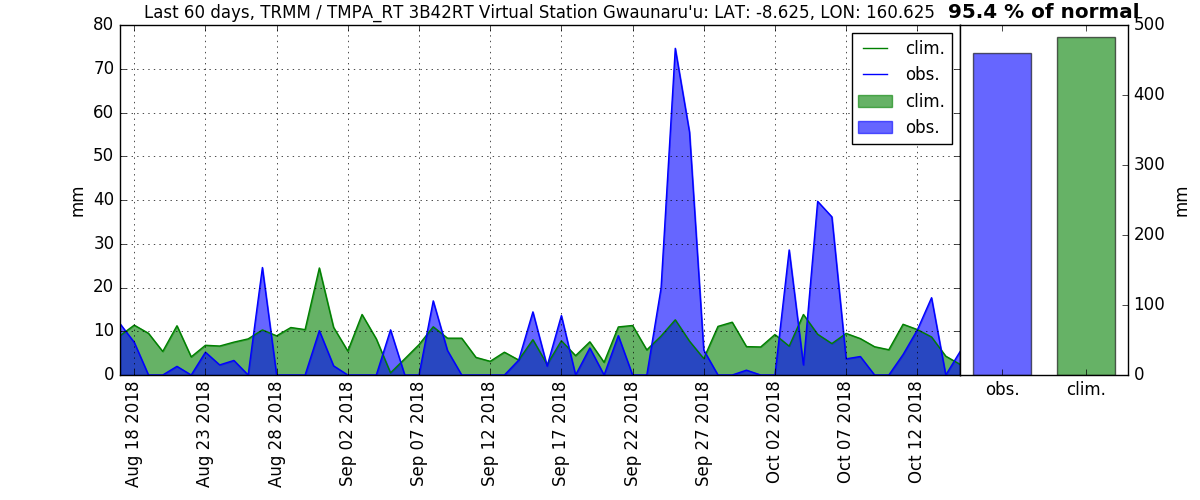 Last 60 days, TRMM / TMPA_RT 3B42RT Virtual Station Gwaunaru'u: LAT: -8.625, LON: 160.625
95.4 % of normal
80
70
60
50
40
30
20
10
0
mm
clim.
obs.
clim.
obs.
Aug 18 2018
Aug 23 2018
Aug 28 2018
Sep 02 2018
Sep 07 2018
Sep 12 2018
Sep 17 2018
Sep 22 2018
Sep 27 2018
Oct 02 2018
Oct 07 2018
Oct 12 2018
500
400
300
200
100
0
mm
obs.
clim.